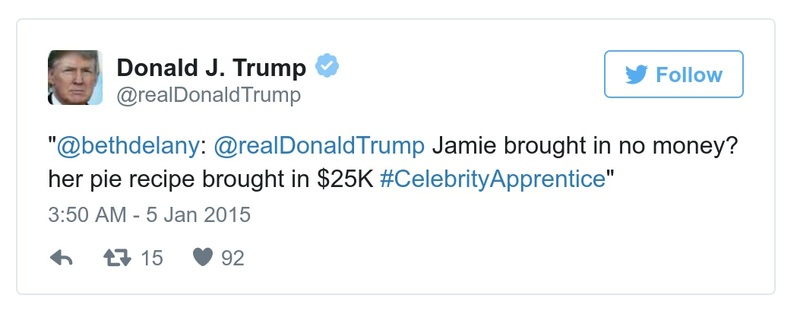 Donald J. Trump
@realDonaldTrump
Follow
"@bethdelany: @realDonaldTrump Jamie brought in no money?
her pie recipe brought in $25K #CelebrityApprentice"
3:50 AM - 5 Jan 2015
15 92